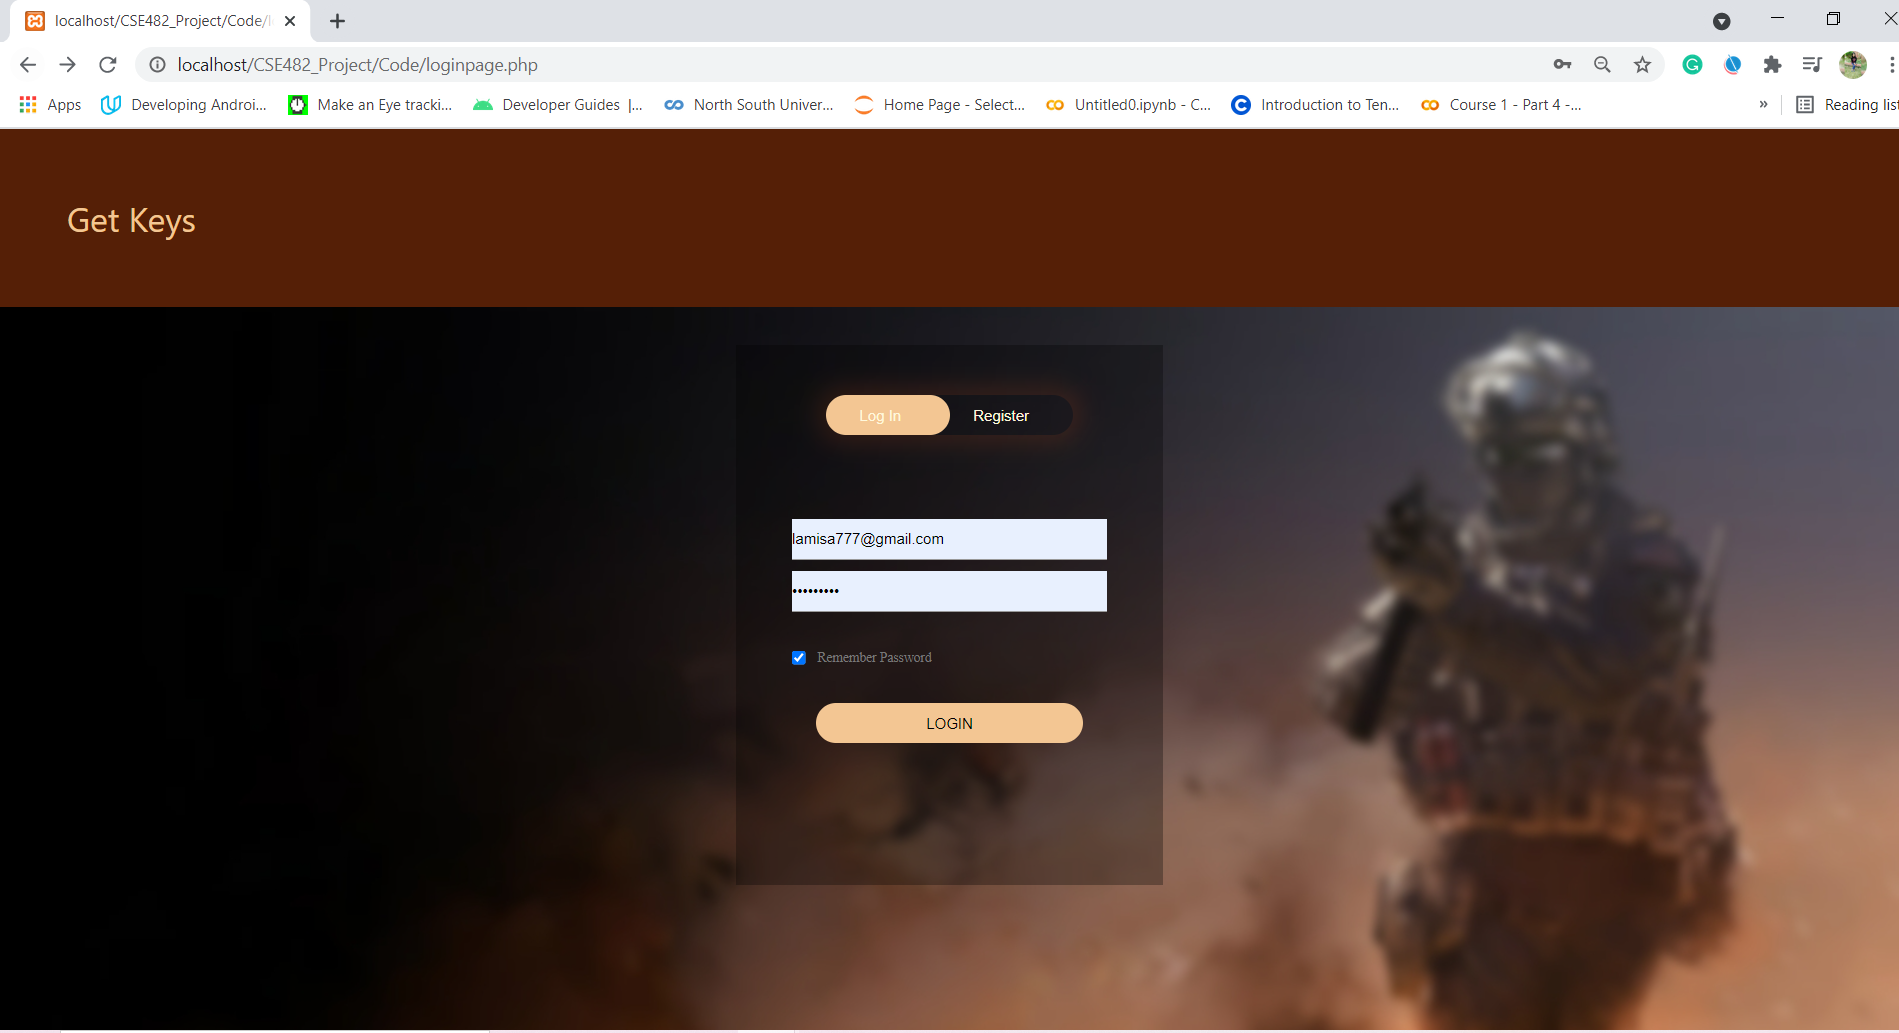 localhost/CSE482_Project/Code/l
localhost/CSE482_Project/Code/loginpage.php
Apps Developing Androi... Make an Eye tracki... Developer Guides |... North South Univer... Home Page - Select... Untitled0.ipynb - C... Introduction to Ten... Course 1 - Part 4 -... » Reading list
Get Keys
Log In Register
lamisa777@gmail.com
•••••••••
Remember Password
LOGIN